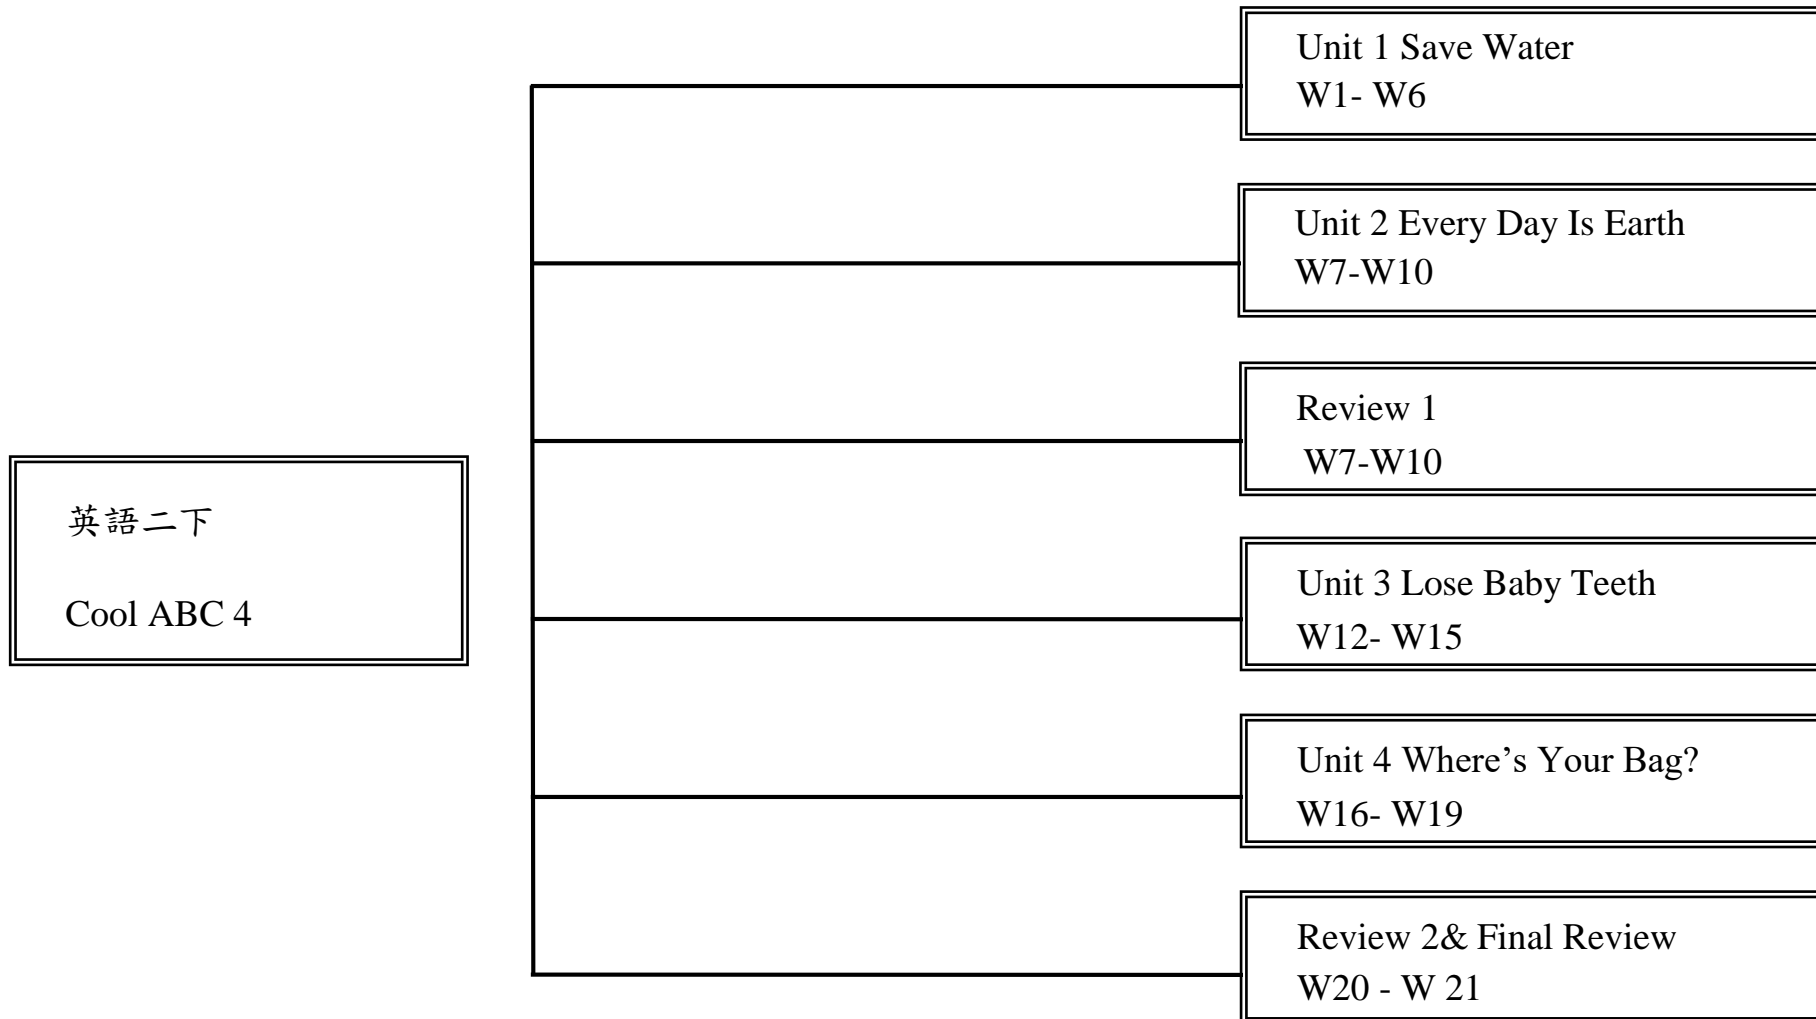 英語二下
Cool ABC 4
Unit 1 Save Water
W1- W6
Unit 2 Every Day Is Earth
W7-W10
Review 1
W7-W10
Unit 3 Lose Baby Teeth
W12- W15
Unit 4 Where’s Your Bag?
W16- W19
Review 2& Final Review
W20 - W 21